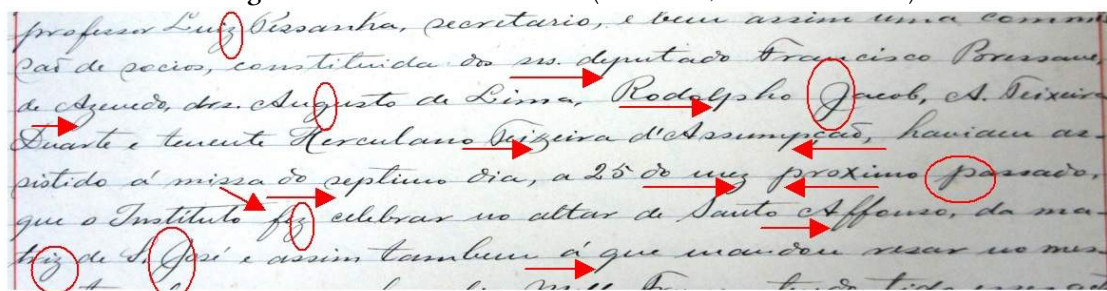 professor Luiz Pessanha, secretario, e bem assim uma commis
são de socios, constituida dos srs. deputado Francisco Bressane,
de Azevedo, drs. Augusto de Lima, Rodolpho Jacob, A. Teixeira
Duarte e tenente Herculano Teixeira d'Assumpção, haviam as-
sistido á missa do septimo dia, a 25 do mez proximo passado,
que o Instituto fez celebrar no altar de Santo Affonso, da ma-
triz de S. José e assim tambem á que mandou resar no mes-